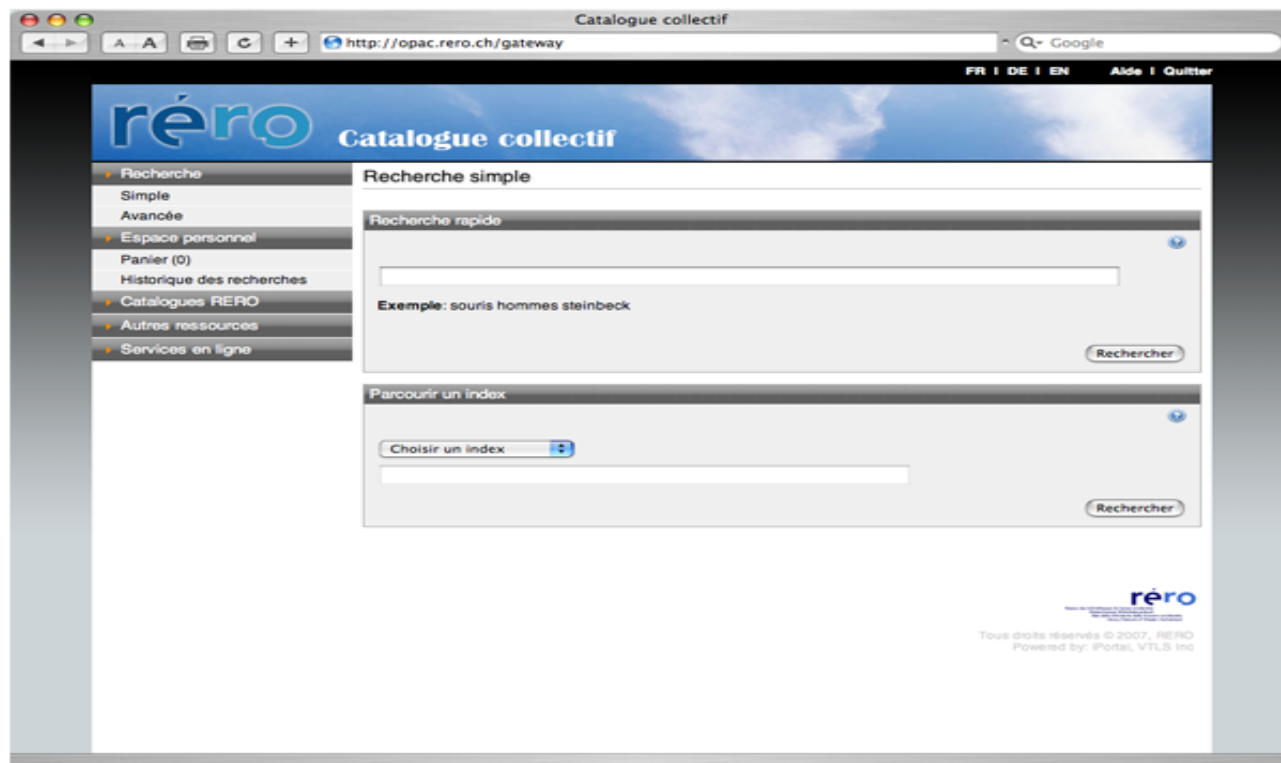 Catalogue collectif
A A
http://opac.rero.ch/gateway
Google
FR | DE | EN Aide | Quitter
réro Catalogue collectif
Recherche
Simple
Avancée
Espace personnel
Panier (0)
Historique des recherches
Catalogues RERO
Autres ressources
Services en ligne
Recherche simple
Recherche rapide
Exemple: souris hommes steinbeck
Rechercher
Parcourir un index
Choisir un index
Rechercher
réro
Tous droits réservés © 2007, RERO
Powered by: iPortal, VTLS Inc